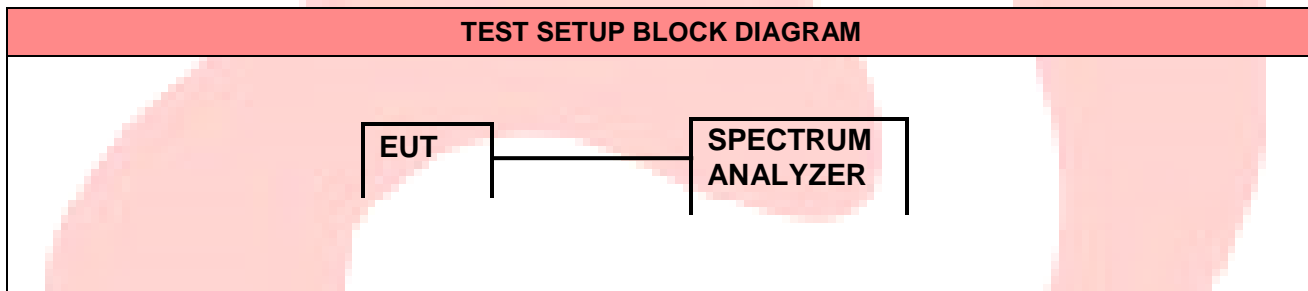 TEST SETUP BLOCK DIAGRAM
EUT
SPECTRUM
ANALYZER